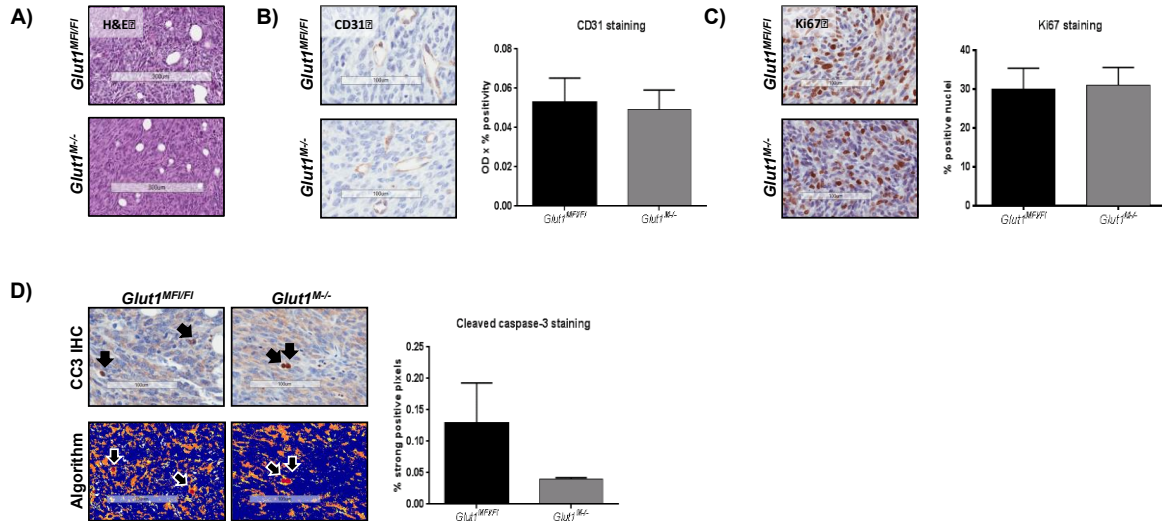 A)
H&E
Glut1MFl/Fl
300um
Glut1M-/-
300um
B)
CD31
Glut1MFl/Fl
100um
Glut1M-/-
100um
CD31 staining
OD x % positivity
0.08
0.06
0.04
0.02
0.00
Glut1MFl/Fl
Glut1M-/-
C)
Ki67
Glut1MFl/Fl
100um
Glut1M-/-
100um
Ki67 staining
% positive nuclei
40
30
20
10
0
Glut1MFl/Fl
Glut1M-/-
D)
Glut1MFl/Fl
Glut1M-/-
CC3 IHC
100um
100um
Algorithm
Cleaved caspase-3 staining
% strong positive pixels
0.25
0.20
0.15
0.10
0.05
0.00
Glut1MFl/Fl
Glut1M-/-